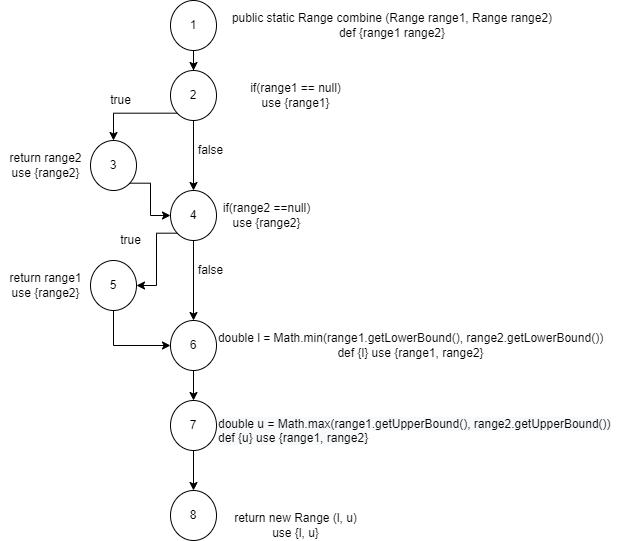 1
public static Range combine (Range range1, Range range2)
def {range1 range2}
2
if(range1 == null)
use {range1}
true
false
return range2
use {range2}
3
4
if(range2 ==null)
use {range2}
true
false
return range1
use {range2}
5
6
double l = Math.min(range1.getLowerBound(), range2.getLowerBound())
def {l} use {range1, range2}
7
double u = Math.max(range1.getUpperBound(), range2.getUpperBound())
def {u} use {range1, range2}
8
return new Range (l, u)
use {l, u}